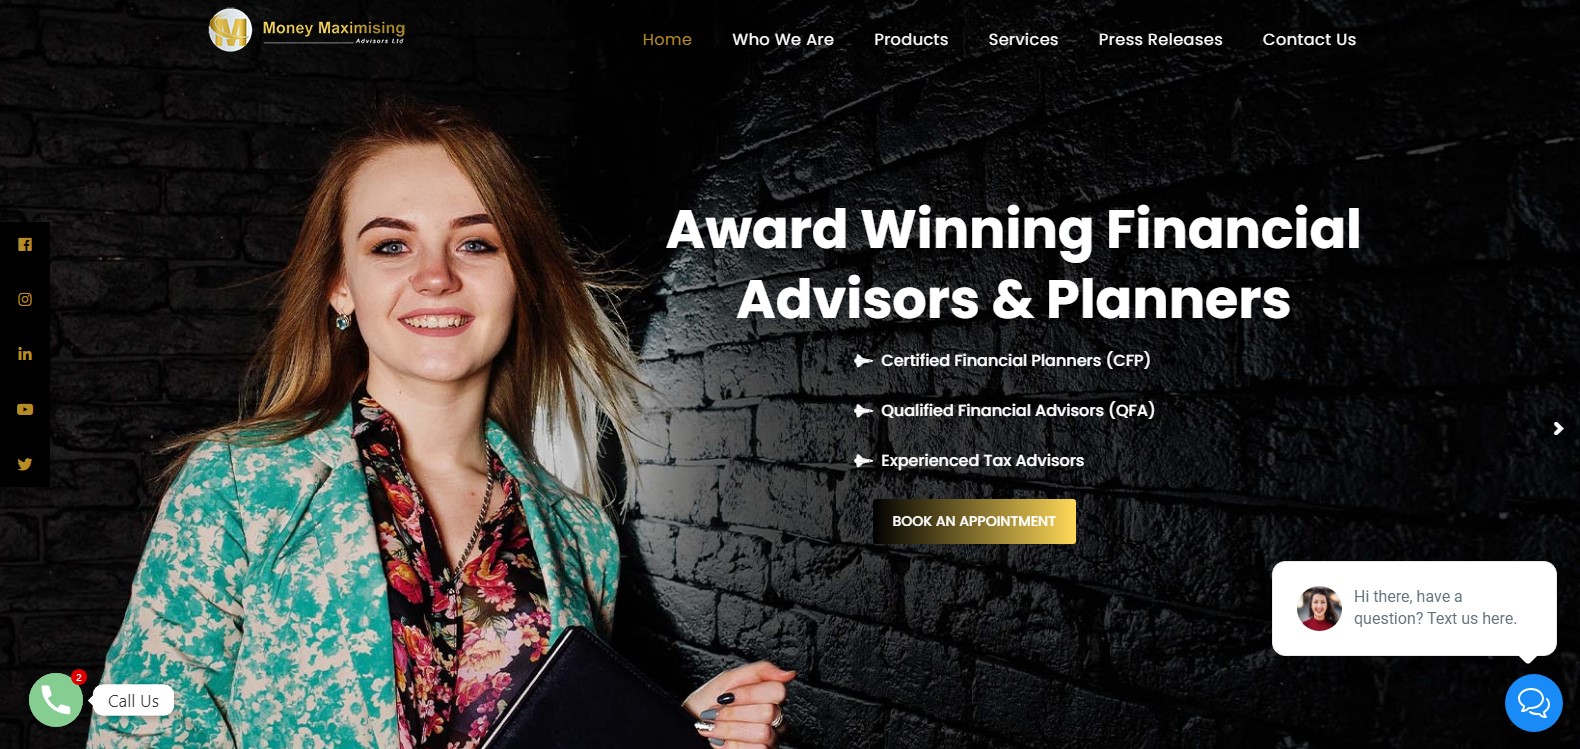 Money Maximising
Advisors Ltd
Home
Who We Are
Products
Services
Press Releases
Contact Us
Award Winning Financial
Advisors & Planners
Certified Financial Planners (CFP)
Qualified Financial Advisors (QFA)
Experienced Tax Advisors
BOOK AN APPOINTMENT
Hi there, have a
question? Text us here.
2
Call Us